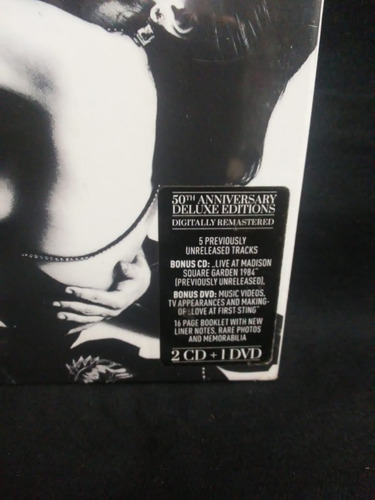 50TH ANNIVERSARY
DELUXE EDITIONS
DIGITALLY REMASTERED
5 PREVIOUSLY
UNRELEASED TRACKS
BONUS CD: „LIVE AT MADISON
SQUARE GARDEN 1984“
(PREVIOUSLY UNRELEASED),
BONUS DVD: MUSIC VIDEOS,
TV APPEARANCES AND MAKING-
OF „LOVE AT FIRST STING“
16 PAGE BOOKLET WITH NEW
LINER NOTES, RARE PHOTOS
AND MEMORABILIA
2 CD + 1 DVD